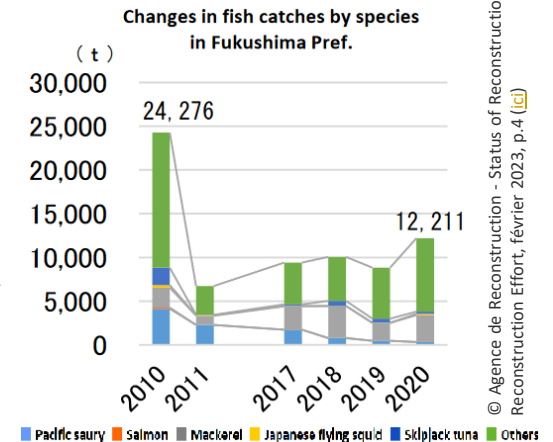 Changes in fish catches by species
in Fukushima Pref.
( t )
30,000
25,000
20,000
15,000
10,000
5,000
0
24, 276
12, 211
2010
2011
2017
2018
2019
2020
Pacific saury
Salmon
Mackerel
Japanese flying squid
Skipjack tuna
Others
© Agence de Reconstruction - Status of Reconstructio
Reconstruction Effort, février 2023, p.4 (ici)